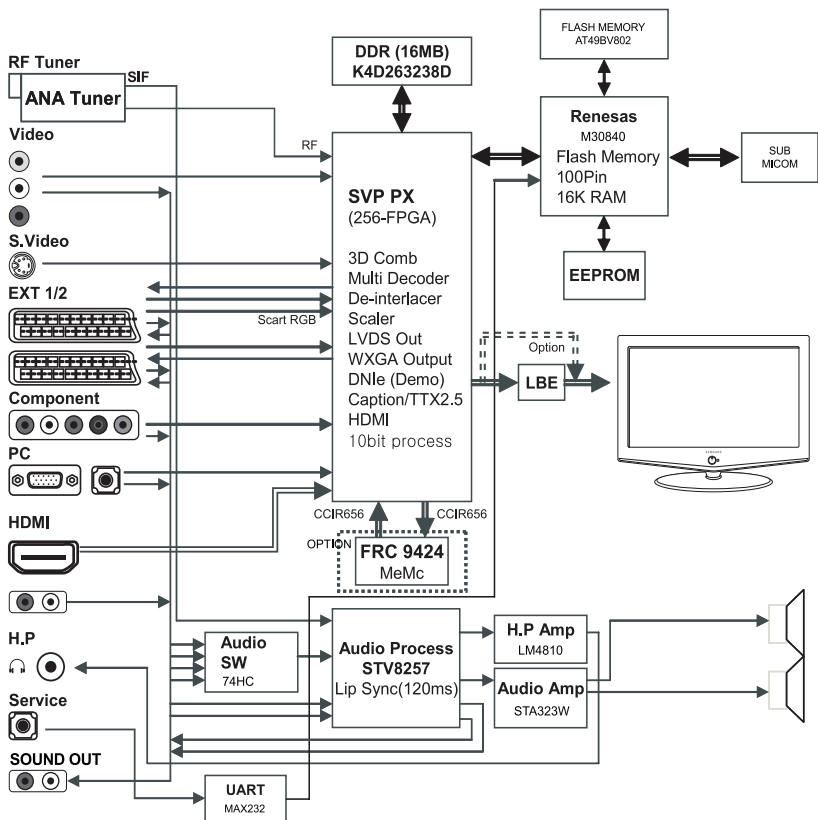 FLASH MEMORY
AT49BV802
DDR (16MB)
K4D263238D
RF Tuner
SIF
ANA Tuner
Renesas
M30840
Flash Memory
100Pin
16K RAM
SUB
MICOM
Video
RF
SVP PX
(256-FPGA)
3D Comb
Multi Decoder
De-interlacer
Scaler
LVDS Out
WXGA Output
DNIe (Demo)
Caption/TTX2.5
HDMI
10bit process
S.Video
EEPROM
EXT 1/2
Scart RGB
Option
LBE
Component
PC
CCIR656
CCIR656
HDMI
OPTION
FRC 9424
MeMc
H.P
Audio
SW
74HC
Audio Process
STV8257
Lip Sync(120ms)
H.P Amp
LM4810
Audio Amp
STA323W
Service
SOUND OUT
UART
MAX232